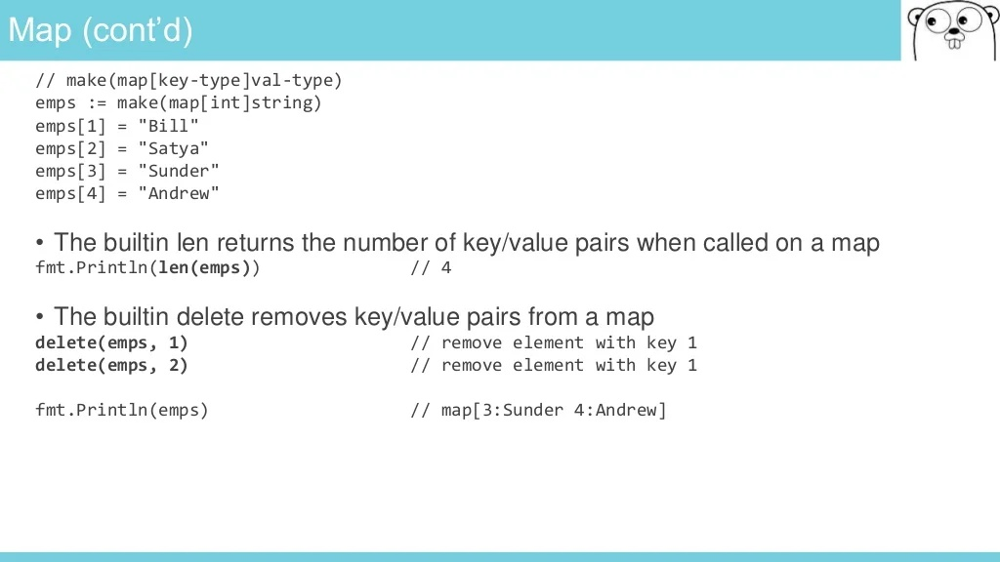 Map (cont’d)
// make(map[key-type]val-type)
emps := make(map[int]string)
emps[1] = "Bill"
emps[2] = "Satya"
emps[3] = "Sunder"
emps[4] = "Andrew"
• The builtin len returns the number of key/value pairs when called on a map
fmt.Println(len(emps)) // 4
• The builtin delete removes key/value pairs from a map
delete(emps, 1) // remove element with key 1
delete(emps, 2) // remove element with key 1
fmt.Println(emps) // map[3:Sunder 4:Andrew]